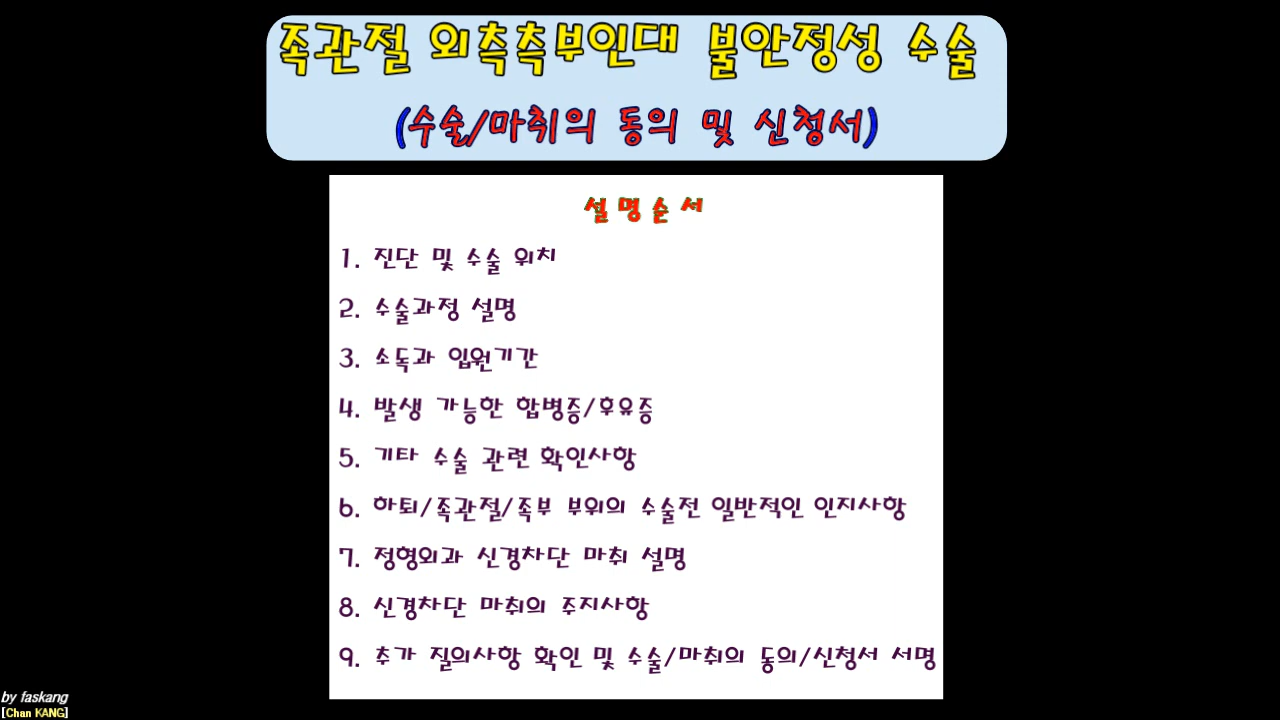 족관절 외측측부인대 불안정성 수술
(수술/마취의 동의 및 신청서)
설명순서
1. 진단 및 수술 위치
2. 수술과정 설명
3. 소독과 입원기간
4. 발생 가능한 합병증/후유증
5. 기타 수술 관련 확인사항
6. 하퇴/족관절/족부 부위의 수술전 일반적인 인지사항
7. 정형외과 신경차단 마취 설명
8. 신경차단 마취의 주지사항
9. 추가 질의사항 확인 및 수술/마취의 동의/신청서 서명
by faskang
[Chan KANG]